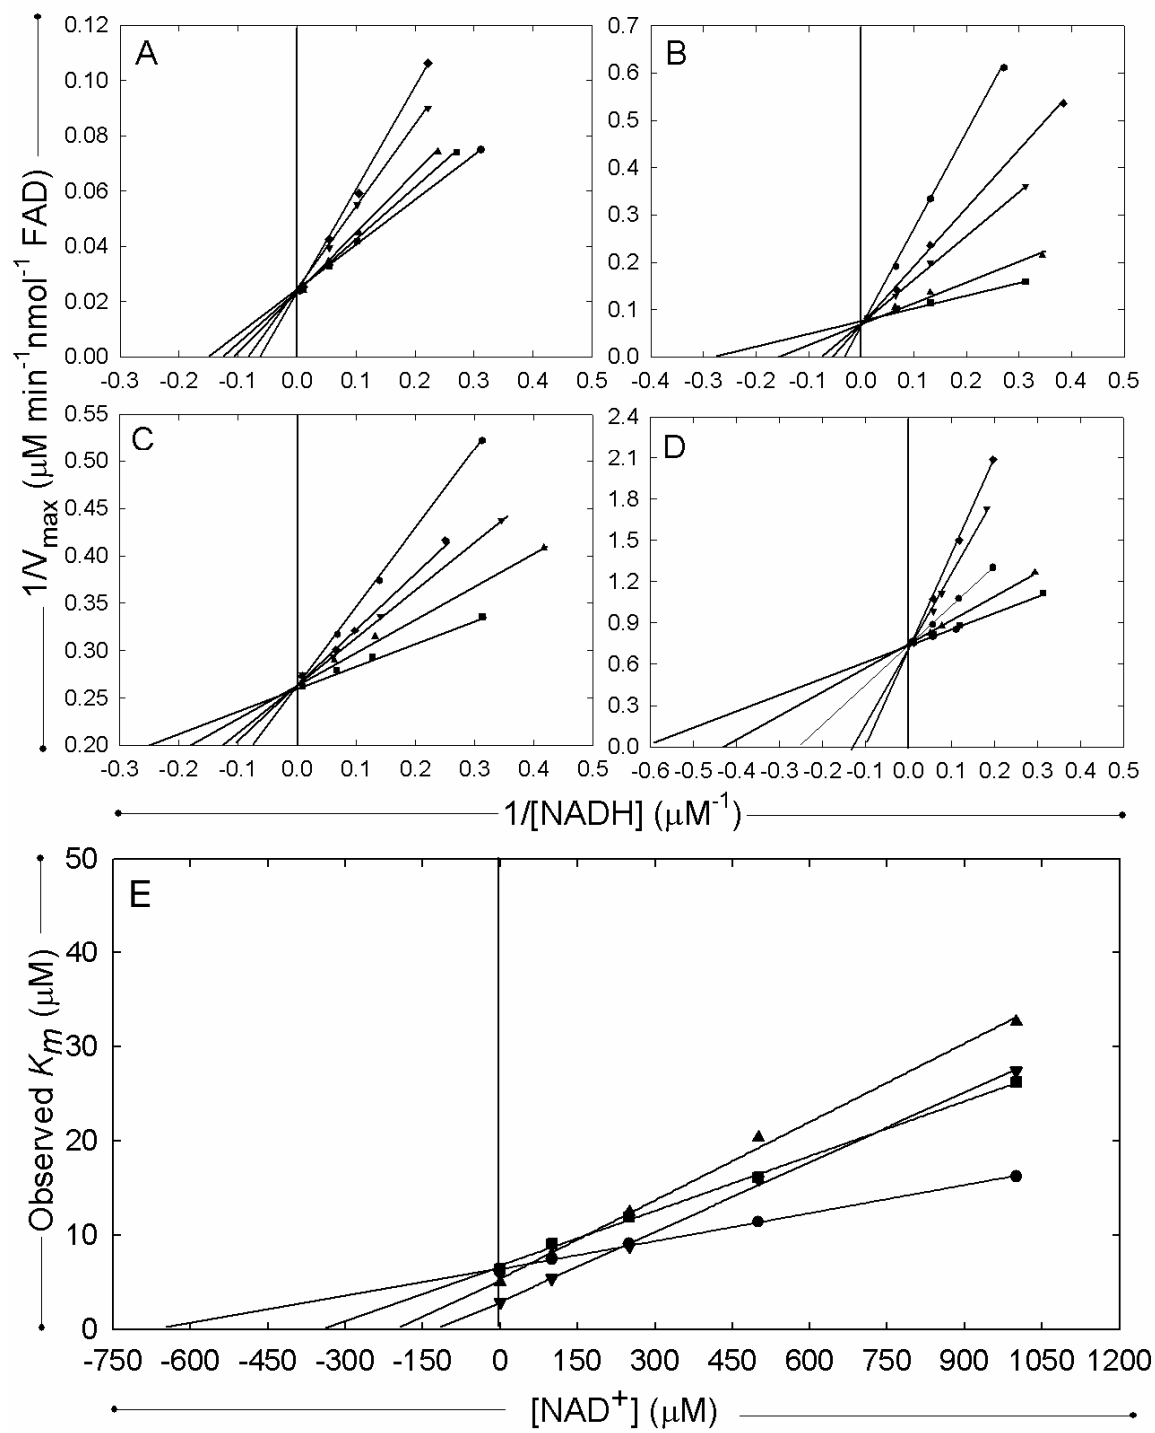 A
0.12
0.10
0.08
0.06
0.04
0.02
0.00
-0.3 -0.2 -0.1 0.0 0.1 0.2 0.3 0.4 0.5
B
0.7
0.6
0.5
0.4
0.3
0.2
0.1
0.0
-0.4 -0.3 -0.2 -0.1 0.0 0.1 0.2 0.3 0.4 0.5
1/Vmax (μM min-1nmol-1 FAD)
C
0.55
0.50
0.45
0.40
0.35
0.30
0.25
0.20
-0.3 -0.2 -0.1 0.0 0.1 0.2 0.3 0.4 0.5
D
2.4
2.1
1.8
1.5
1.2
0.9
0.6
0.3
0.0
-0.6 -0.5 -0.4 -0.3 -0.2 -0.1 0.0 0.1 0.2 0.3 0.4 0.5
1/[NADH] (μM-1)
E
50
40
30
20
10
0
Observed Km (μM)
-750 -600 -450 -300 -150 0 150 300 450 600 750 900 1050 1200
[NAD+] (μM)